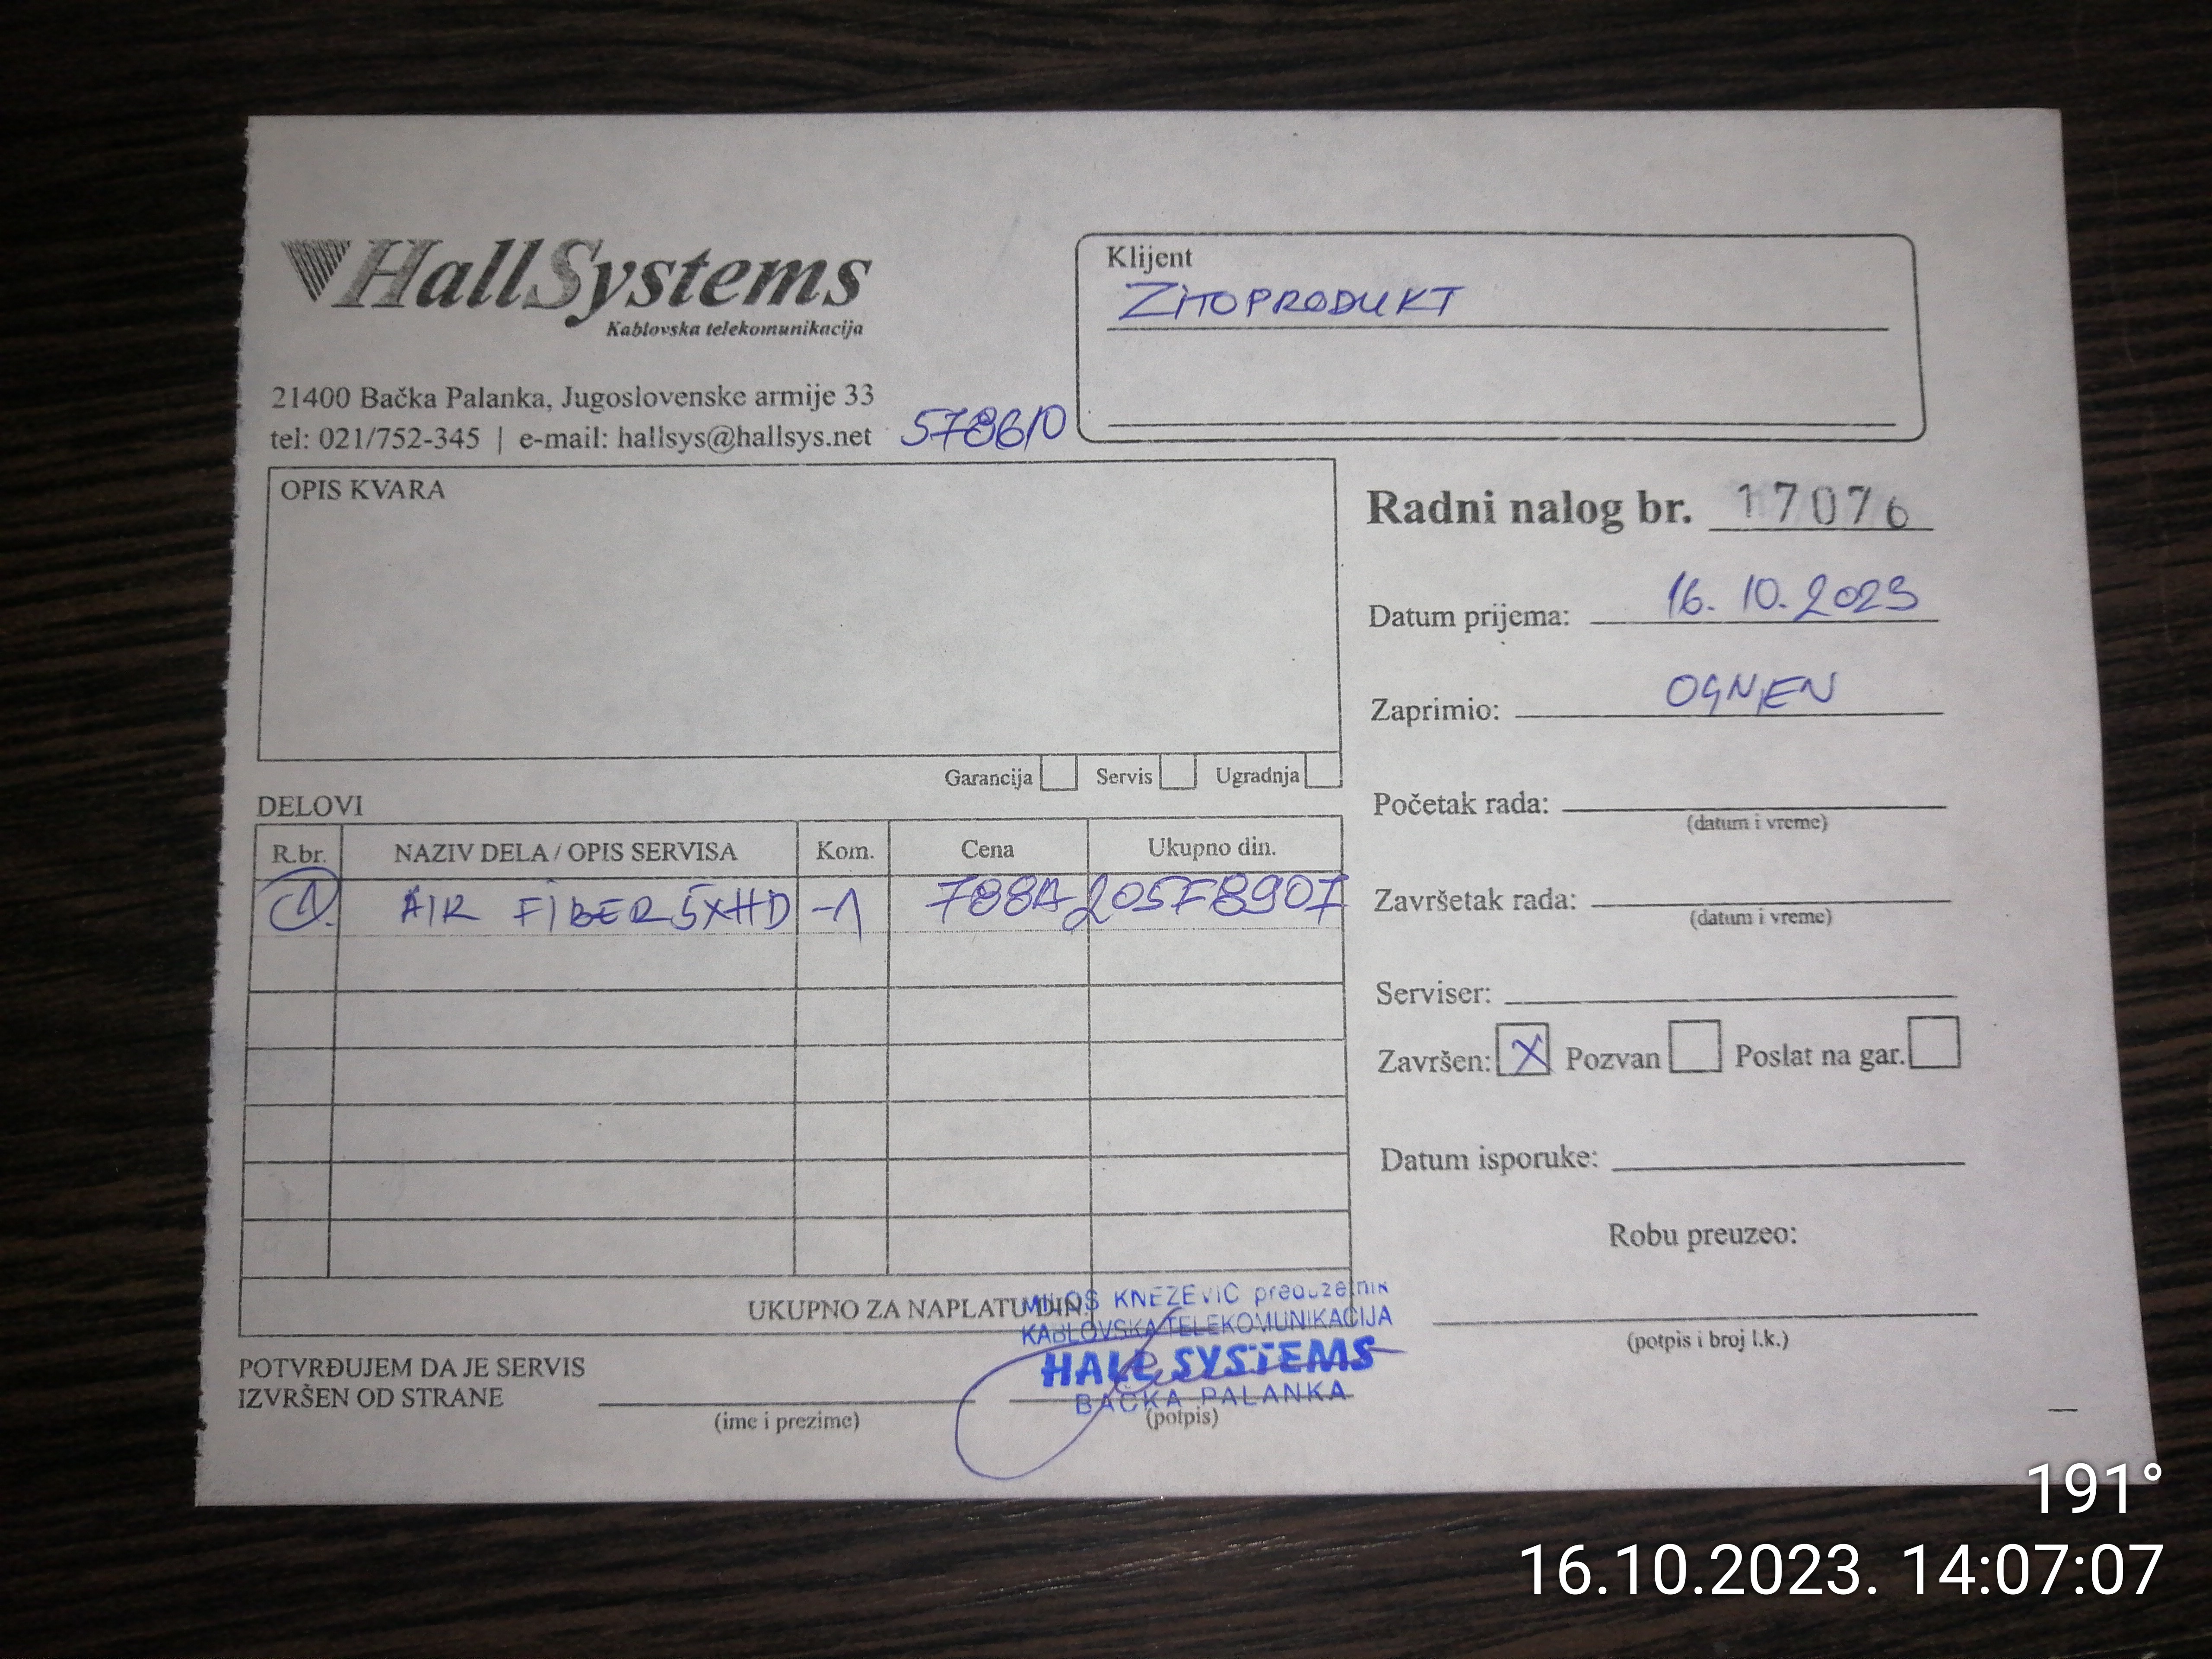 HallSystems
Kablovska telekomunikacija
21400 Bačka Palanka, Jugoslovenske armije 33
tel: 021/752-345 | e-mail: hallsys@hallsys.net
Klijent
ZITOPRODUKT
OPIS KVARA
Garancija Servis Ugradnja
Radni nalog br. 17076
Datum prijema: 16. 10. 2023
Zaprimio: OGNJEN
Početak rada:
(datum i vreme)
Završetak rada:
(datum i vreme)
Serviser:
Završen: X Pozvan Poslat na gar.
Datum isporuke:
Robu preuzeo:
(potpis i broj l.k.)
DELOVI
R.br. NAZIV DELA / OPIS SERVISA Kom. Cena Ukupno din.
1. AIR FIBER 5XHD -1 788A205F8907
UKUPNO ZA NAPLATU DIN.
MILOŠ KNEŽEVIĆ preduzetnik
KABLOVSKA TELEKOMUNIKACIJA
HALL SYSTEMS
BAČKA PALANKA
POTVRĐUJEM DA JE SERVIS
IZVRŠEN OD STRANE
(ime i prezime) (potpis)
191°
16.10.2023. 14:07:07